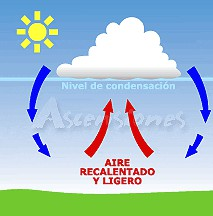 Nivel de condensación
Ascensiones
AIRE
RECALENTADO
Y LIGERO